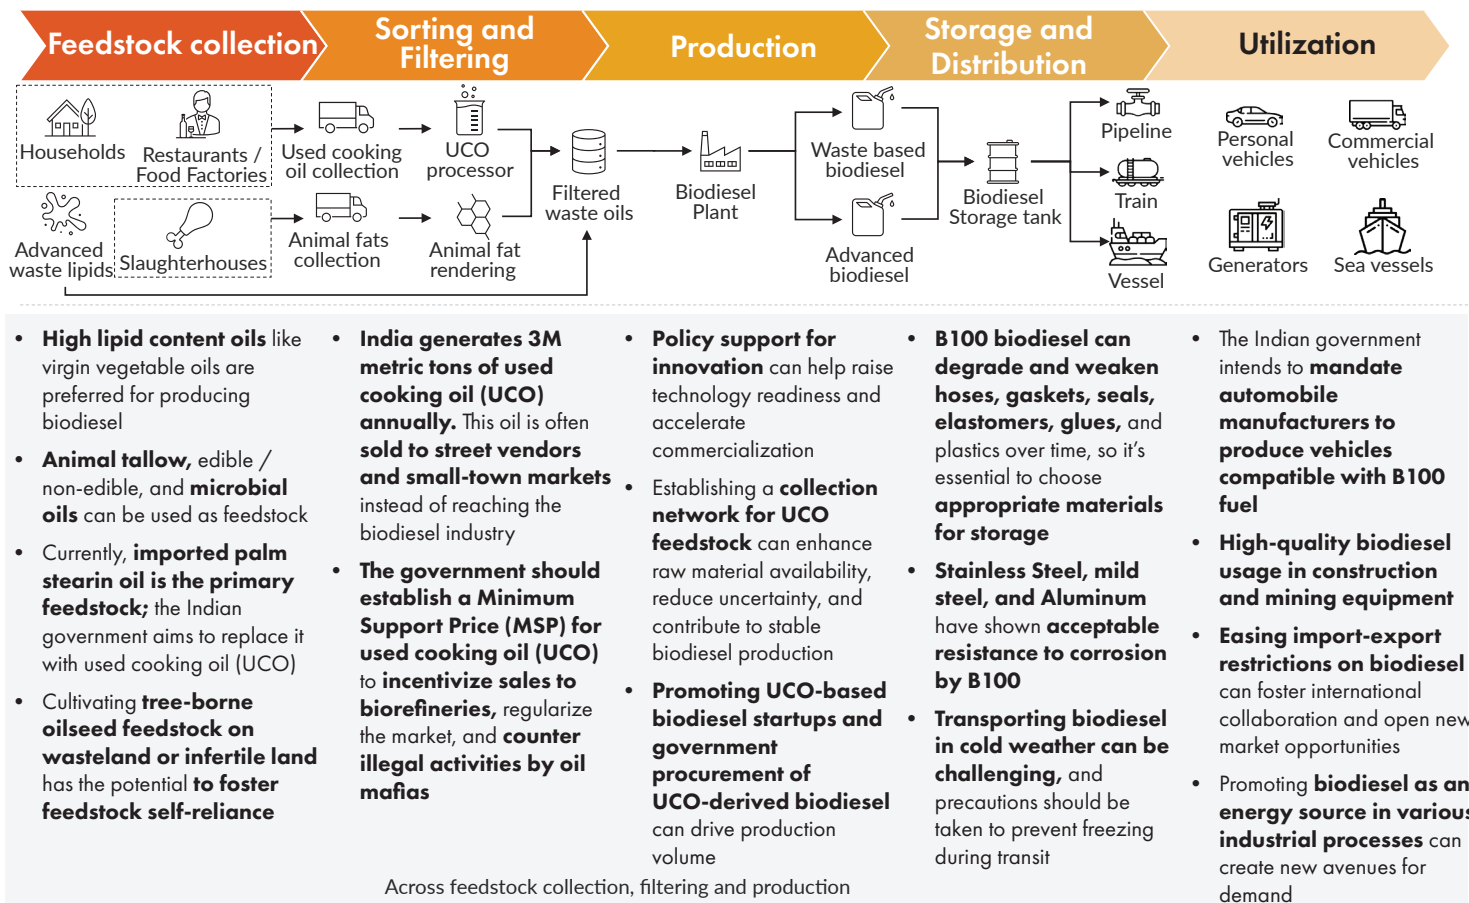 Feedstock collection
Sorting and
Filtering
Production
Storage and
Distribution
Utilization
Households
Restaurants /
Food Factories
Used cooking
oil collection
UCO
processor
Advanced
waste lipids
Slaughterhouses
Animal fats
collection
Animal fat
rendering
Filtered
waste oils
Biodiesel
Plant
Waste based
biodiesel
Advanced
biodiesel
Biodiesel
Storage tank
Pipeline
Train
Vessel
Personal
vehicles
Commercial
vehicles
Generators
Sea vessels
• High lipid content oils like
virgin vegetable oils are
preferred for producing
biodiesel
• Animal tallow, edible /
non-edible, and microbial
oils can be used as feedstock
• Currently, imported palm
stearin oil is the primary
feedstock; the Indian
government aims to replace it
with used cooking oil (UCO)
• Cultivating tree-borne
oilseed feedstock on
wasteland or infertile land
has the potential to foster
feedstock self-reliance
• India generates 3M
metric tons of used
cooking oil (UCO)
annually. This oil is often
sold to street vendors
and small-town markets
instead of reaching the
biodiesel industry
• The government should
establish a Minimum
Support Price (MSP) for
used cooking oil (UCO)
to incentivize sales to
biorefineries, regularize
the market, and counter
illegal activities by oil
mafias
• Policy support for
innovation can help raise
technology readiness and
accelerate
commercialization
• Establishing a collection
network for UCO
feedstock can enhance
raw material availability,
reduce uncertainty, and
contribute to stable
biodiesel production
• Promoting UCO-based
biodiesel startups and
government
procurement of
UCO-derived biodiesel
can drive production
volume
• B100 biodiesel can
degrade and weaken
hoses, gaskets, seals,
elastomers, glues, and
plastics over time, so it's
essential to choose
appropriate materials
for storage
• Stainless Steel, mild
steel, and Aluminum
have shown acceptable
resistance to corrosion
by B100
• Transporting biodiesel
in cold weather can be
challenging, and
precautions should be
taken to prevent freezing
during transit
• The Indian government
intends to mandate
automobile
manufacturers to
produce vehicles
compatible with B100
fuel
• High-quality biodiesel
usage in construction
and mining equipment
• Easing import-export
restrictions on biodiesel
can foster international
collaboration and open new
market opportunities
• Promoting biodiesel as an
energy source in various
industrial processes can
create new avenues for
demand
Across feedstock collection, filtering and production